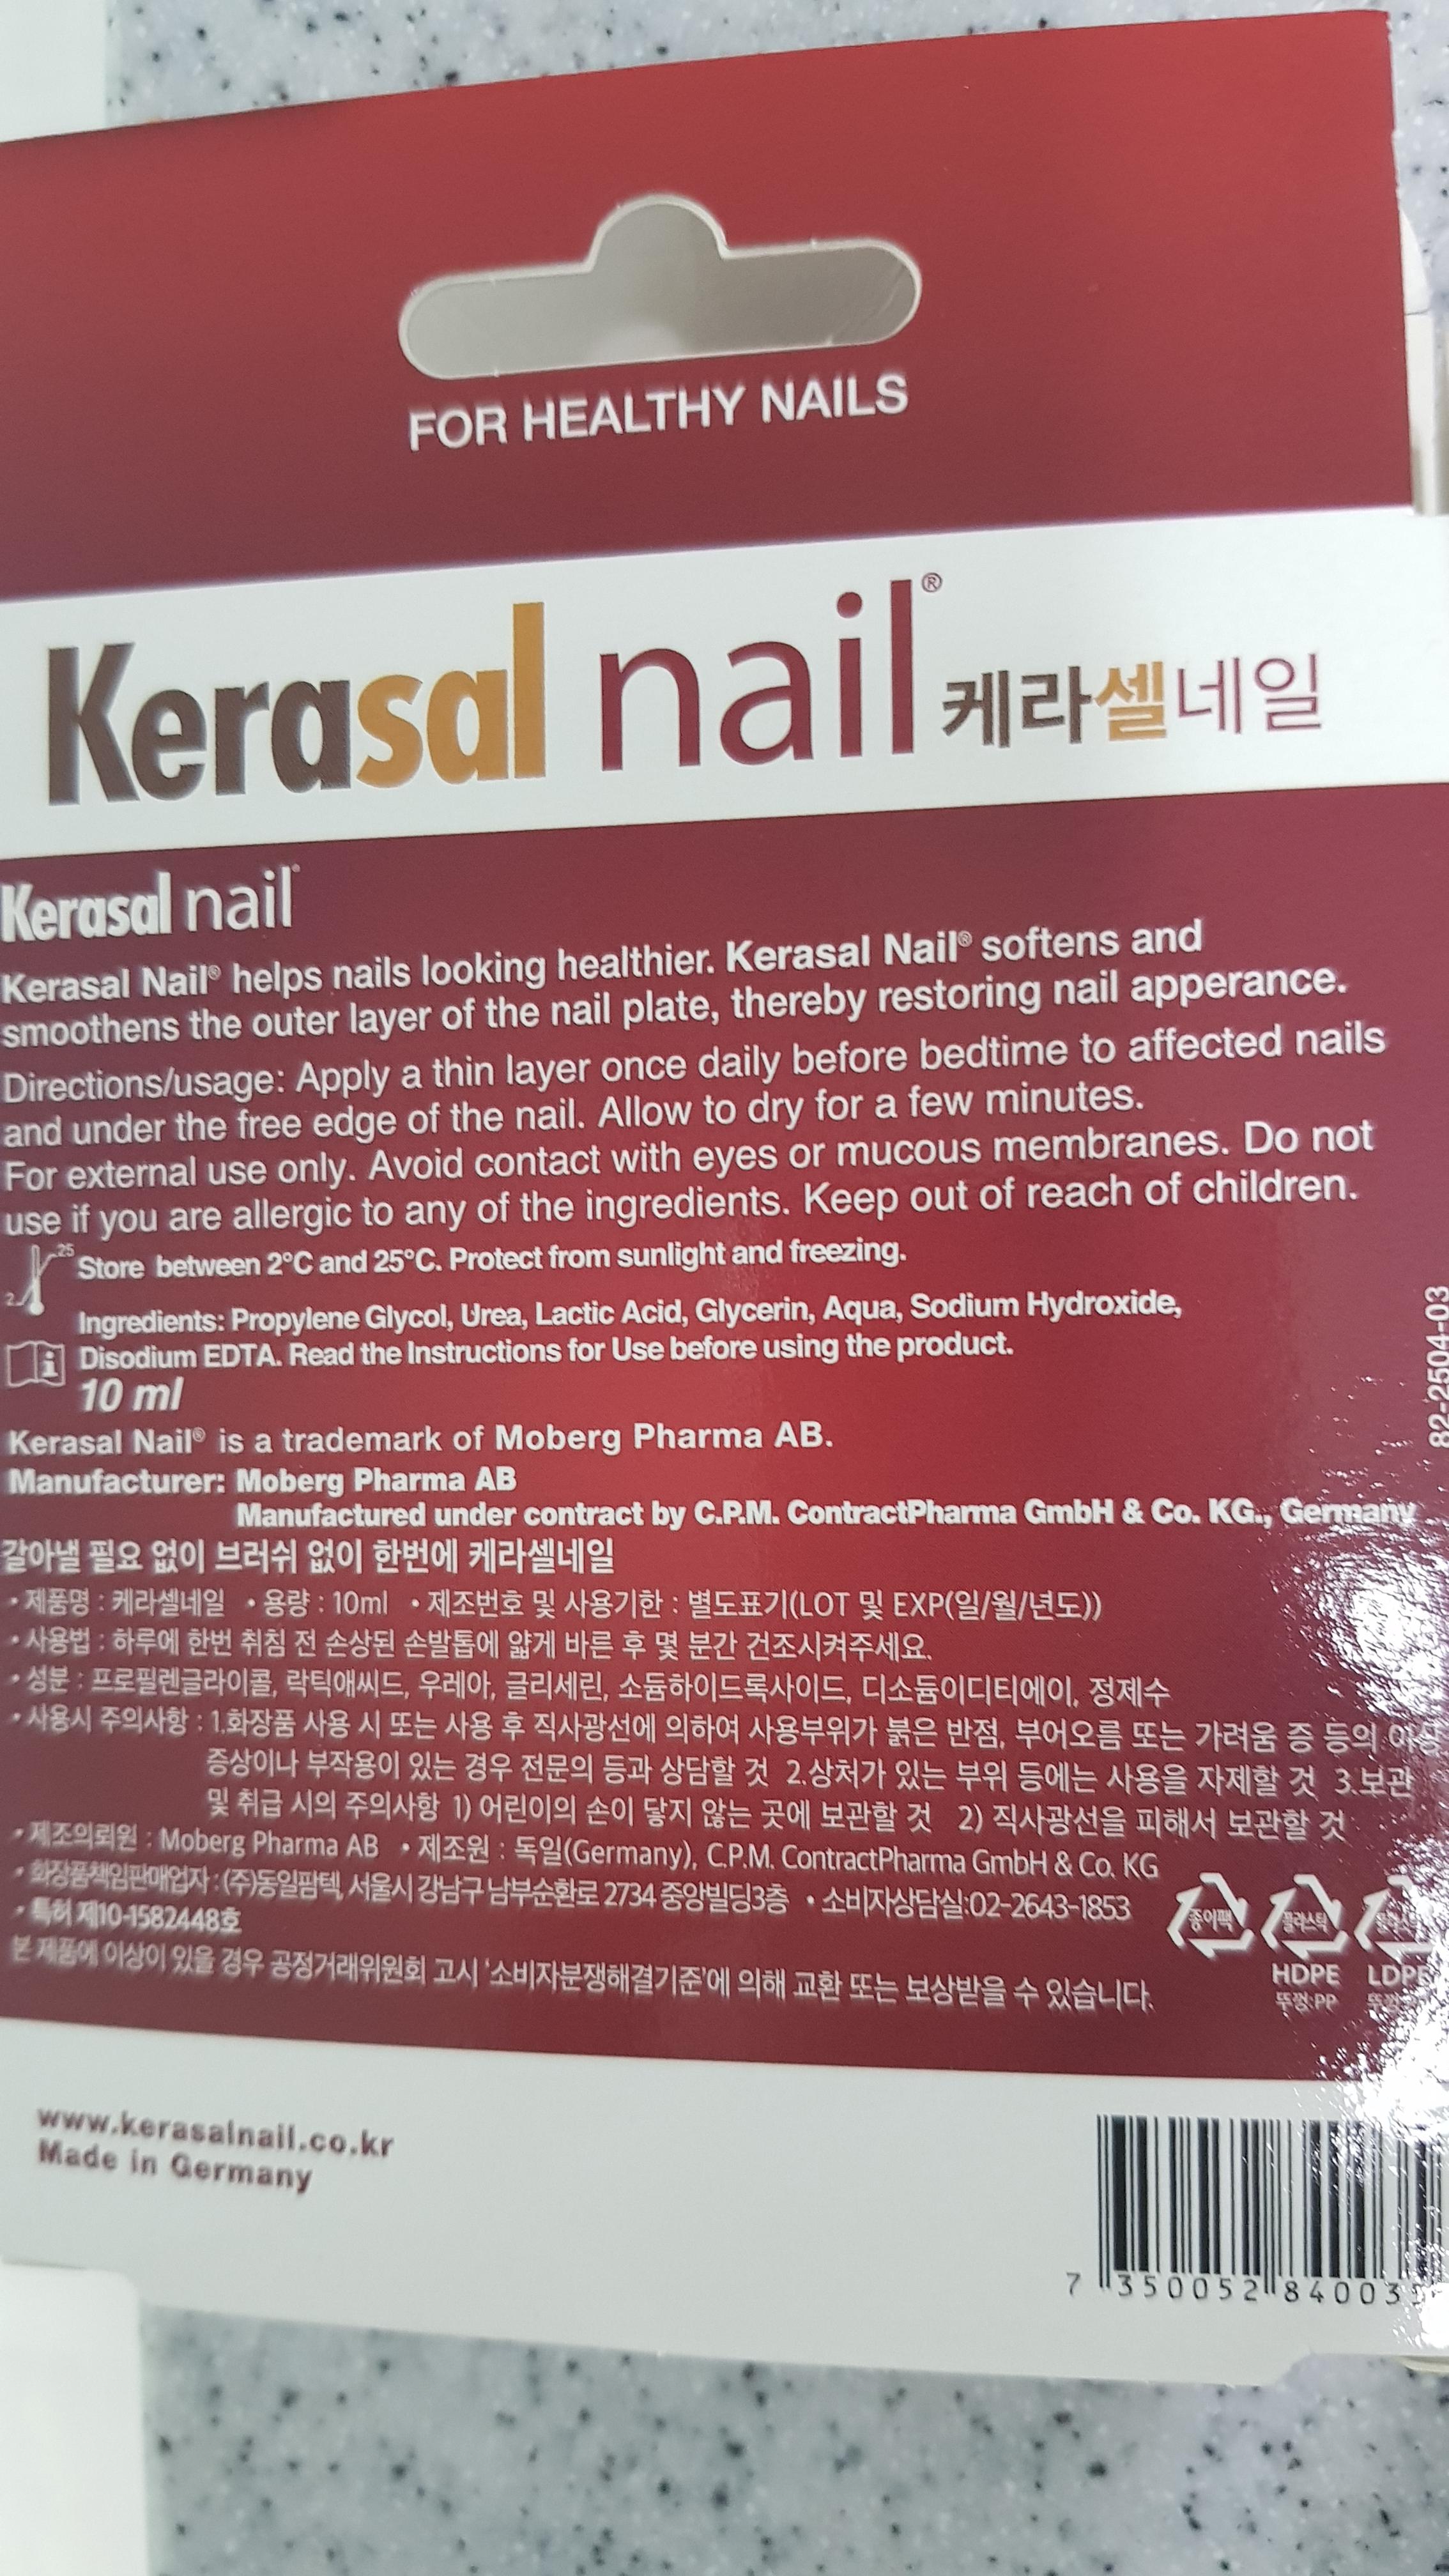 FOR HEALTHY NAILS
Kerasal nail® 케라셀네일
Kerasal nail
Kerasal Nail® helps nails looking healthier. Kerasal Nail® softens and
smoothens the outer layer of the nail plate, thereby restoring nail apperance.
Directions/usage: Apply a thin layer once daily before bedtime to affected nails
and under the free edge of the nail. Allow to dry for a few minutes.
For external use only. Avoid contact with eyes or mucous membranes. Do not
use if you are allergic to any of the ingredients. Keep out of reach of children.
25
2
Store between 2°C and 25°C. Protect from sunlight and freezing.
Ingredients: Propylene Glycol, Urea, Lactic Acid, Glycerin, Aqua, Sodium Hydroxide,
Disodium EDTA. Read the Instructions for Use before using the product.
10 ml
82-2504-03
Kerasal Nail® is a trademark of Moberg Pharma AB.
Manufacturer: Moberg Pharma AB
Manufactured under contract by C.P.M. ContractPharma GmbH & Co. KG., Germany
갈아낼 필요 없이 브러쉬 없이 한번에 케라셀네일
• 제품명 : 케라셀네일 • 용량 : 10ml • 제조번호 및 사용기한 : 별도표기(LOT 및 EXP(일/월/년도))
• 사용법 : 하루에 한번 취침 전 손상된 손발톱에 얇게 바른 후 몇 분간 건조시켜주세요.
• 성분 : 프로필렌글라이콜, 락틱애씨드, 우레아, 글리세린, 소듐하이드록사이드, 디소듐이디티에이, 정제수
• 사용시 주의사항 : 1.화장품 사용 시 또는 사용 후 직사광선에 의하여 사용부위가 붉은 반점, 부어오름 또는 가려움 증 등의 이상
증상이나 부작용이 있는 경우 전문의 등과 상담할 것 2.상처가 있는 부위 등에는 사용을 자제할 것 3.보관
및 취급 시의 주의사항 1) 어린이의 손이 닿지 않는 곳에 보관할 것 2) 직사광선을 피해서 보관할 것
• 제조의뢰원 : Moberg Pharma AB • 제조원 : 독일(Germany), C.P.M. ContractPharma GmbH & Co. KG
• 화장품책임판매업자 : (주)동일팜텍, 서울시 강남구 남부순환로 2734 중앙빌딩3층 • 소비자상담실:02-2643-1853
• 특허 제10-1582448호
본 제품에 이상이 있을 경우 공정거래위원회 고시 '소비자분쟁해결기준'에 의해 교환 또는 보상받을 수 있습니다.
종이팩
플라스틱
HDPE
뚜껑:PP
LDPE
www.kerasalnail.co.kr
Made in Germany
7 350052 84003